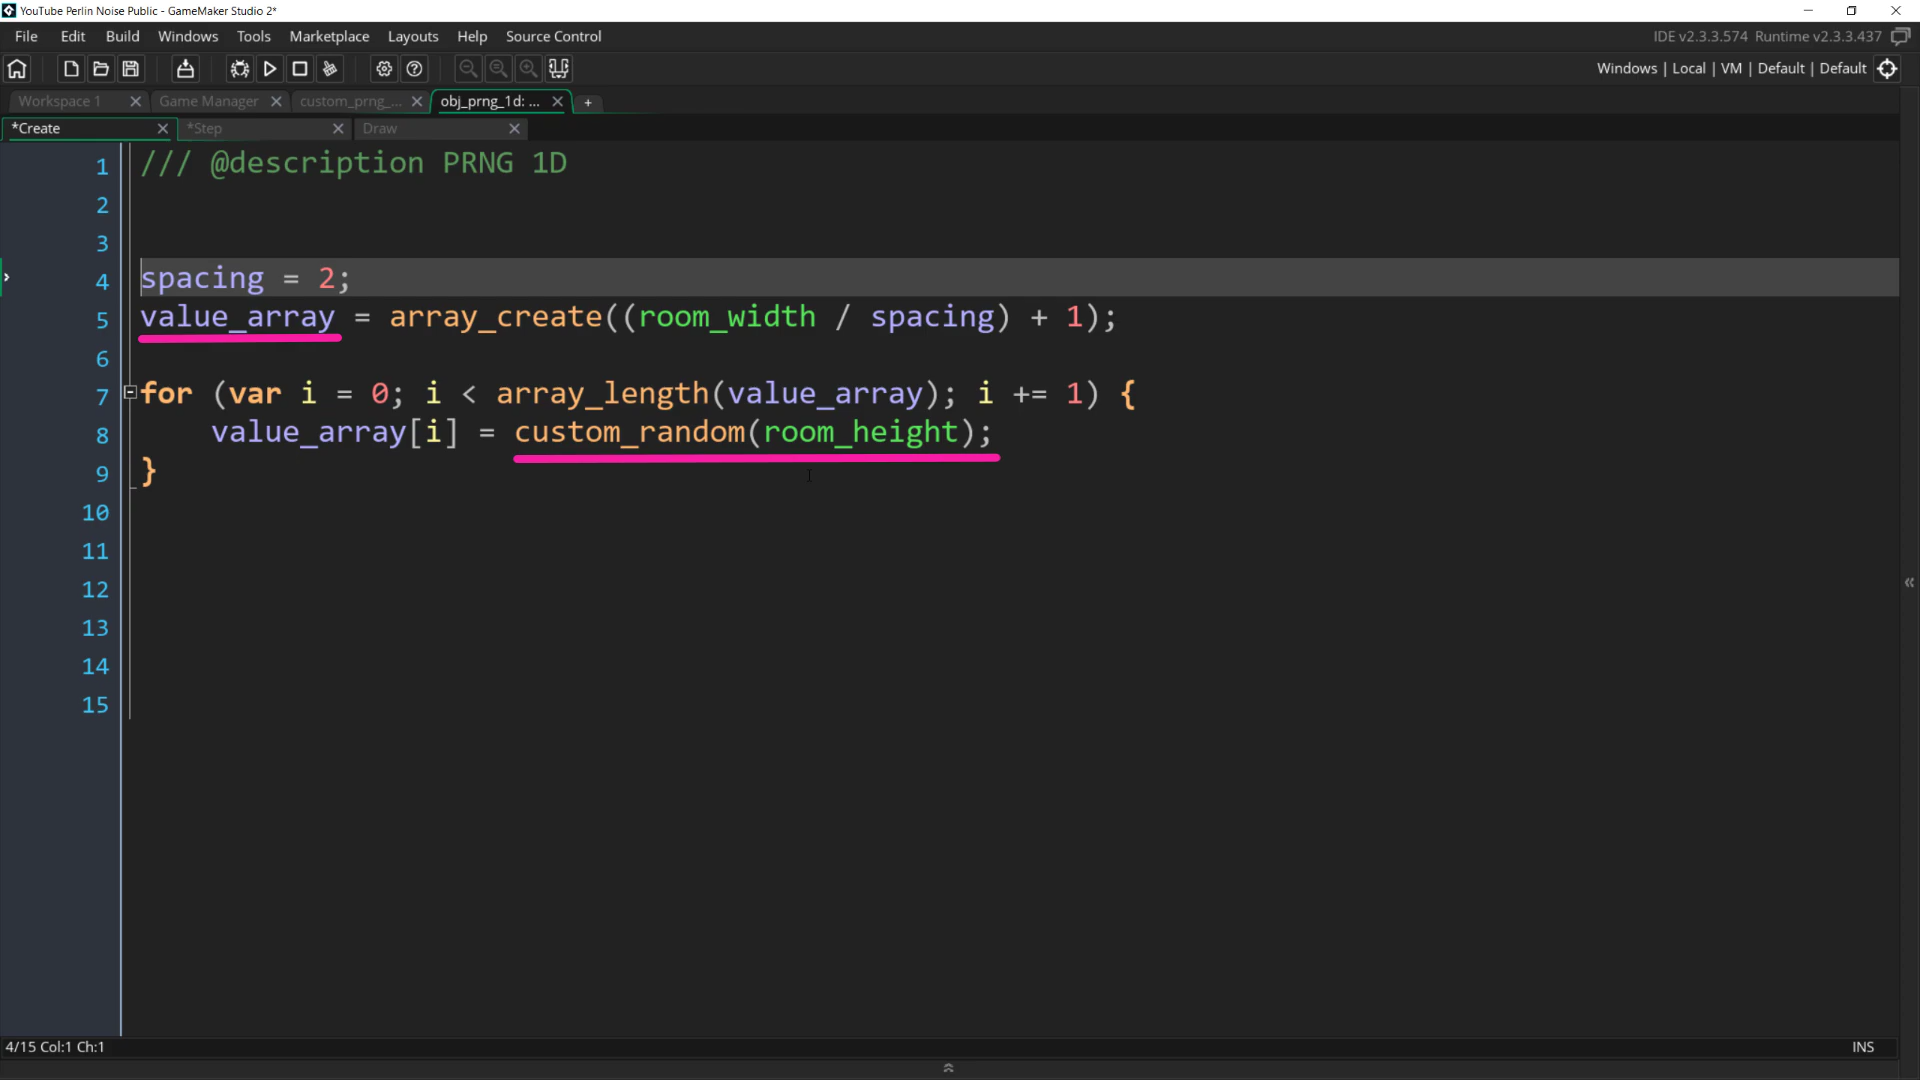 YouTube Perlin Noise Public - GameMaker Studio 2*
File Edit Build Windows Tools Marketplace Layouts Help Source Control
IDE v2.3.3.574 Runtime v2.3.3.437
Windows | Local | VM | Default | Default
Workspace 1 Game Manager custom_prng_... obj_prng_1d: ... +
*Create *Step Draw
1 /// @description PRNG 1D
2
3
4 spacing = 2;
5 value_array = array_create((room_width / spacing) + 1);
6
7 for (var i = 0; i < array_length(value_array); i += 1) {
8 value_array[i] = custom_random(room_height);
9 }
10
11
12
13
14
15
4/15 Col:1 Ch:1 INS